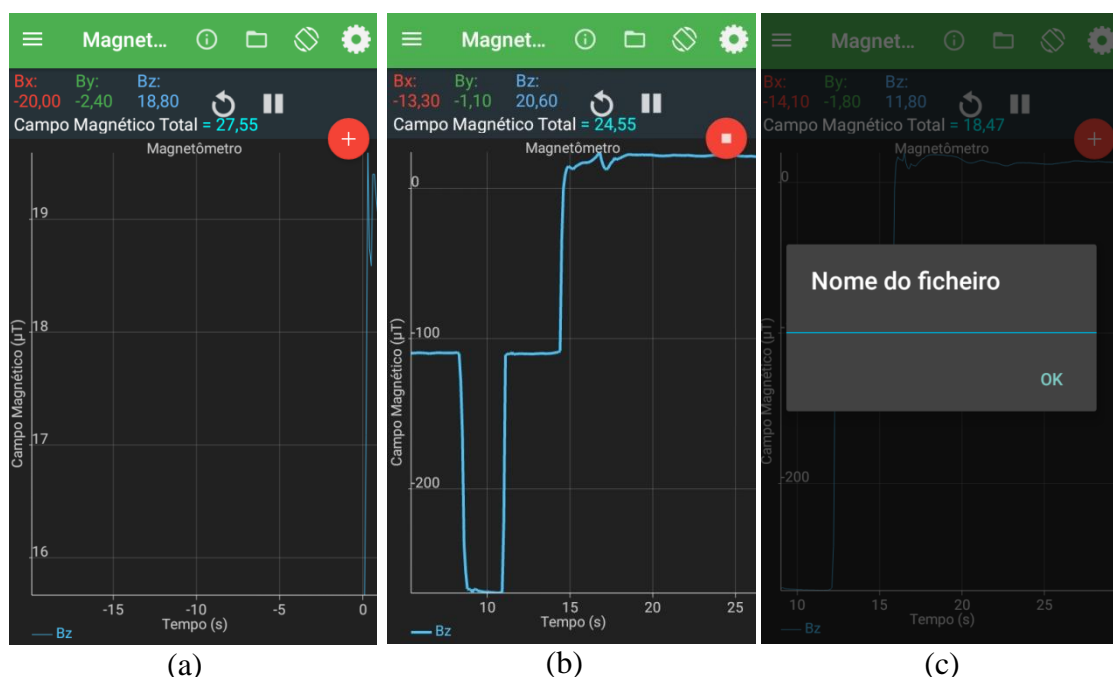 Magnet...
Bx: By: Bz:
-20,00 -2,40 18,80
Campo Magnético Total = 27,55
Magnetômetro
19
18
17
16
Campo Magnético (µT)
-15 -10 -5 0
Tempo (s)
Bz
(a)
Magnet...
Bx: By: Bz:
-13,30 -1,10 20,60
Campo Magnético Total = 24,55
Magnetômetro
0
-100
-200
Campo Magnético (µT)
10 15 20 25
Tempo (s)
Bz
(b)
Magnet...
Bx: By: Bz:
-14,10 -1,80 11,80
Campo Magnético Total = 18,47
Magnetômetro
0
Nome do ficheiro
OK
-200
Campo Magnético (µT)
10 15 20 25
Tempo (s)
Bz
(c)